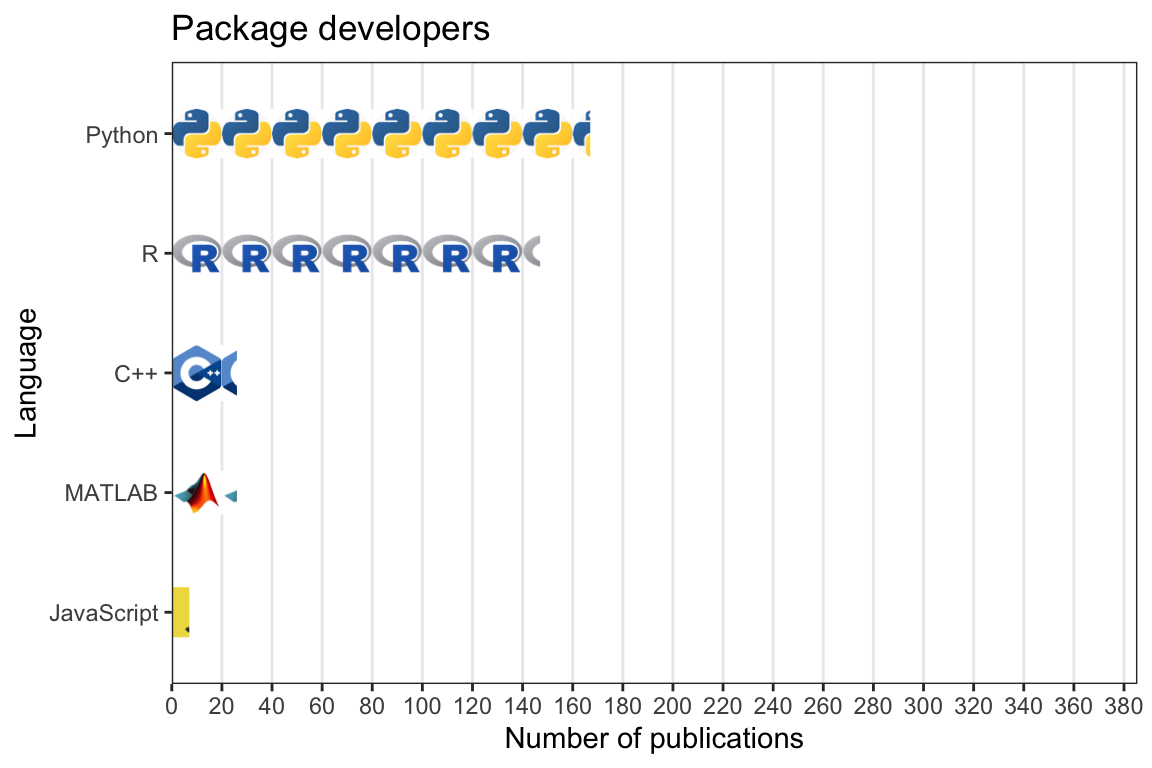 Package developers
Python
R
R R R R R R R
C++
C++
MATLAB
JavaScript
0 20 40 60 80 100 120 140 160 180 200 220 240 260 280 300 320 340 360 380
Number of publications
Language